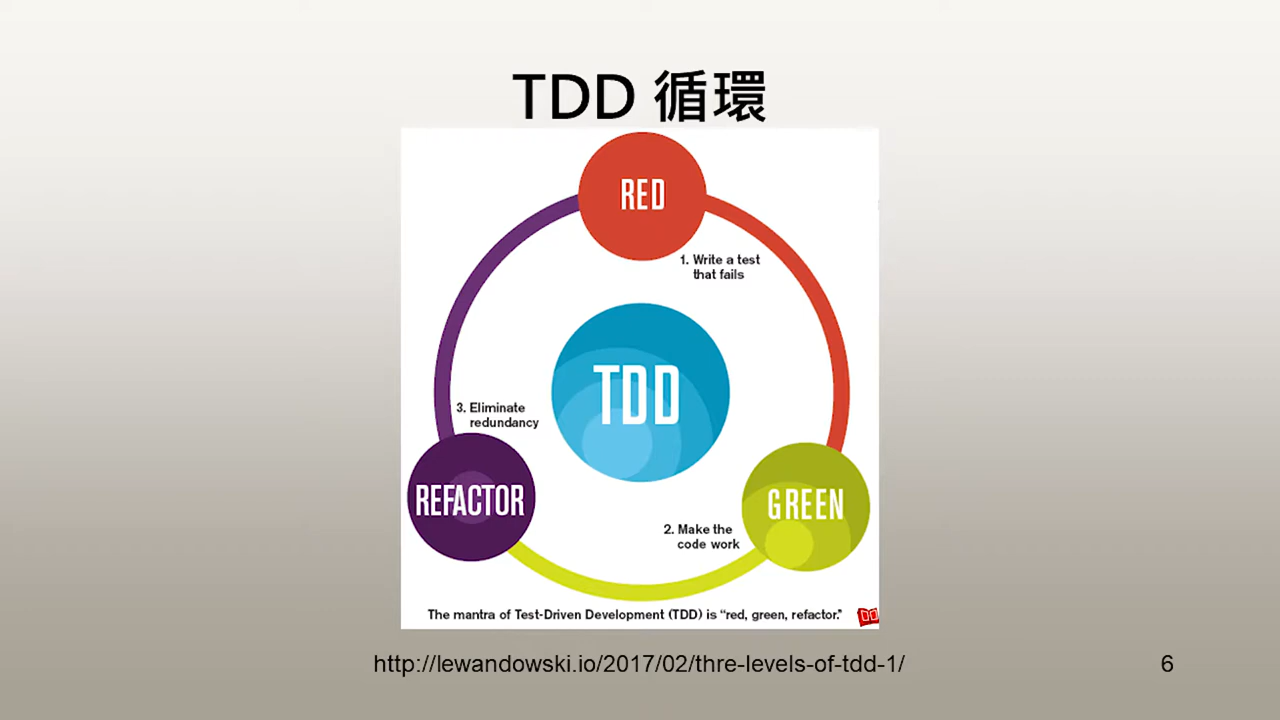 TDD 循環
RED
1. Write a test
that fails
TDD
3. Eliminate
redundancy
REFACTOR
GREEN
2. Make the
code work
The mantra of Test-Driven Development (TDD) is “red, green, refactor.”
http://lewandowski.io/2017/02/thre-levels-of-tdd-1/
6